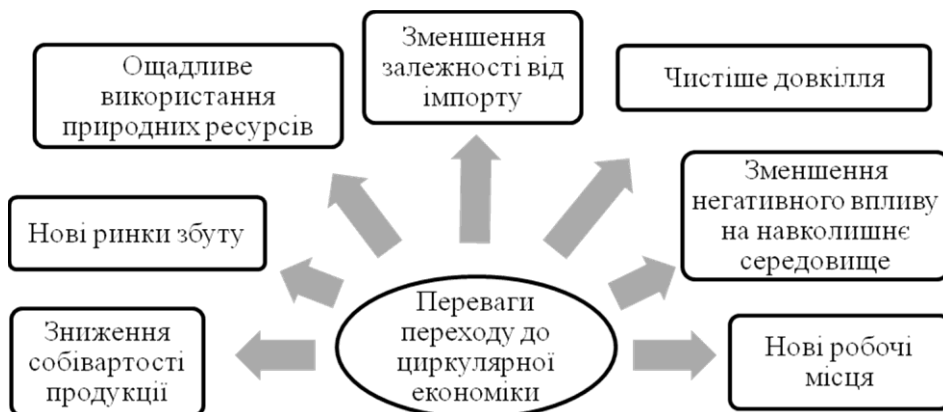 Ощадливе
використання
природних ресурсів
Зменшення
залежності від
імпорту
Чистіше довкілля
Нові ринки збуту
Зменшення
негативного впливу
на навколишнє
середовище
Зниження
собівартості
продукції
Переваги
переходу до
циркулярної
економіки
Нові робочі
місця